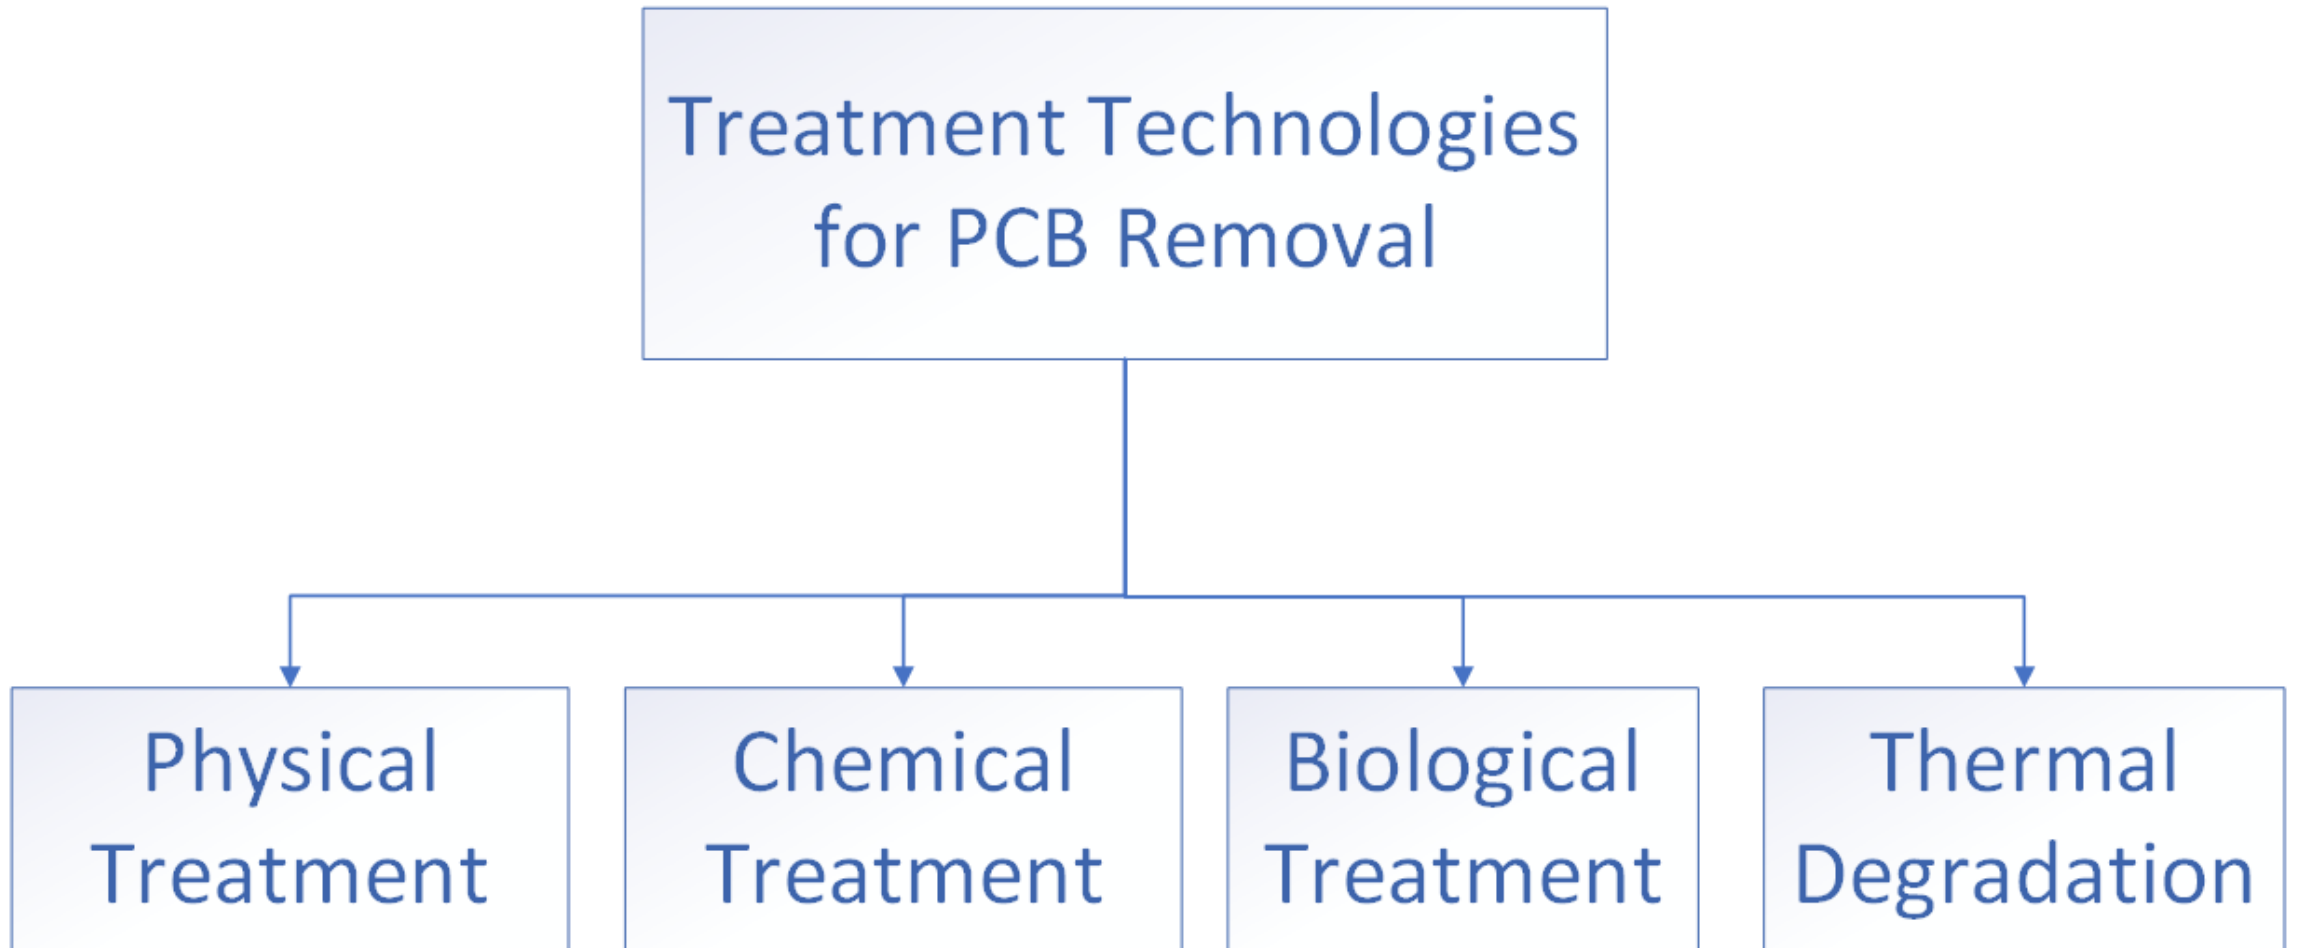 Treatment Technologies
for PCB Removal
Physical
Treatment
Chemical
Treatment
Biological
Treatment
Thermal
Degradation